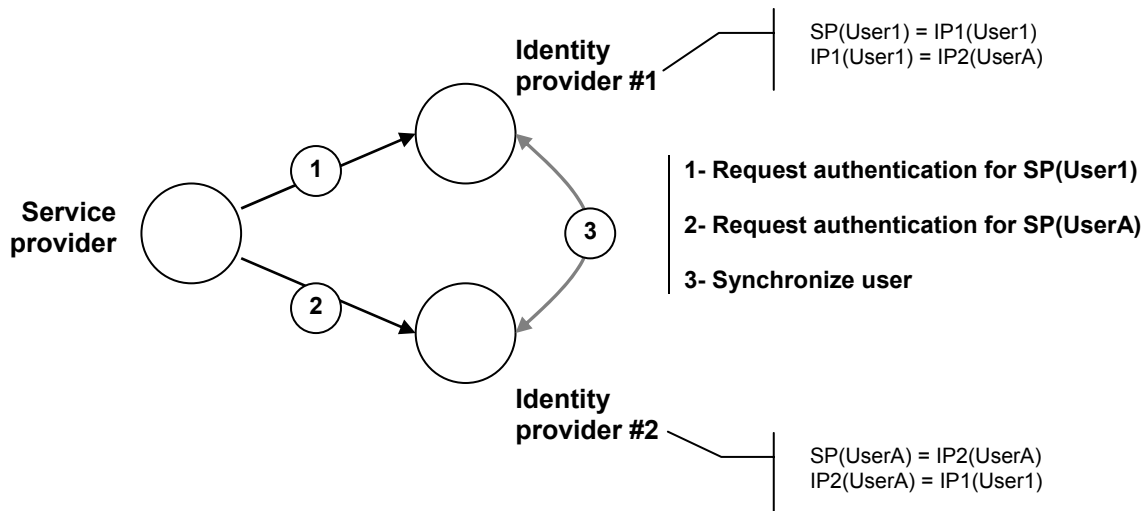 Identity
provider #1
SP(User1) = IP1(User1)
IP1(User1) = IP2(UserA)
1
Service
provider
3
2
1- Request authentication for SP(User1)
2- Request authentication for SP(UserA)
3- Synchronize user
Identity
provider #2
SP(UserA) = IP2(UserA)
IP2(UserA) = IP1(User1)